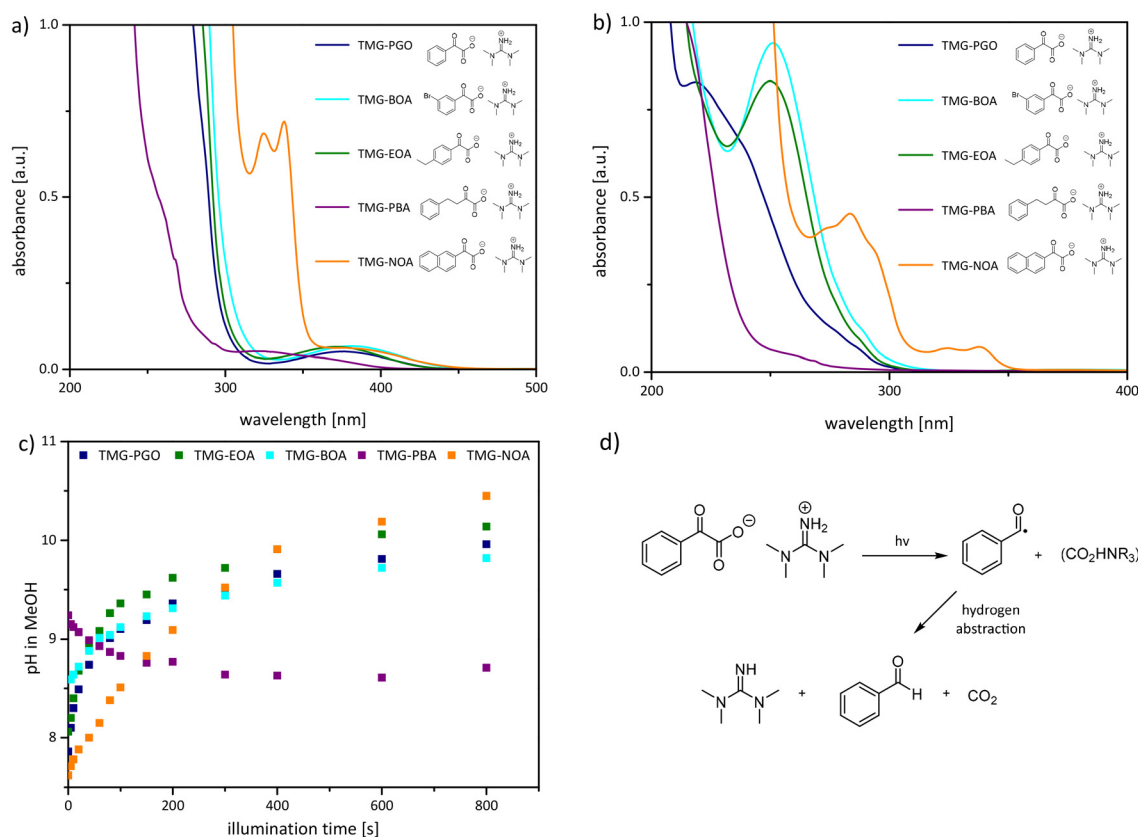 a)
1.0
0.5
0.0
200
300
400
500
absorbance [a.u.]
wavelength [nm]
TMG-PGO
TMG-BOA
TMG-EOA
TMG-PBA
TMG-NOA
b)
1.0
0.5
0.0
200
250
300
350
400
absorbance [a.u.]
wavelength [nm]
TMG-PGO
TMG-BOA
TMG-EOA
TMG-PBA
TMG-NOA
c)
11
10
9
8
0
200
400
600
800
pH in MeOH
illumination time [s]
TMG-PGO TMG-EOA TMG-BOA TMG-PBA TMG-NOA
d)
hν
+ (CO2HNR3)
hydrogen
abstraction
+ + CO2